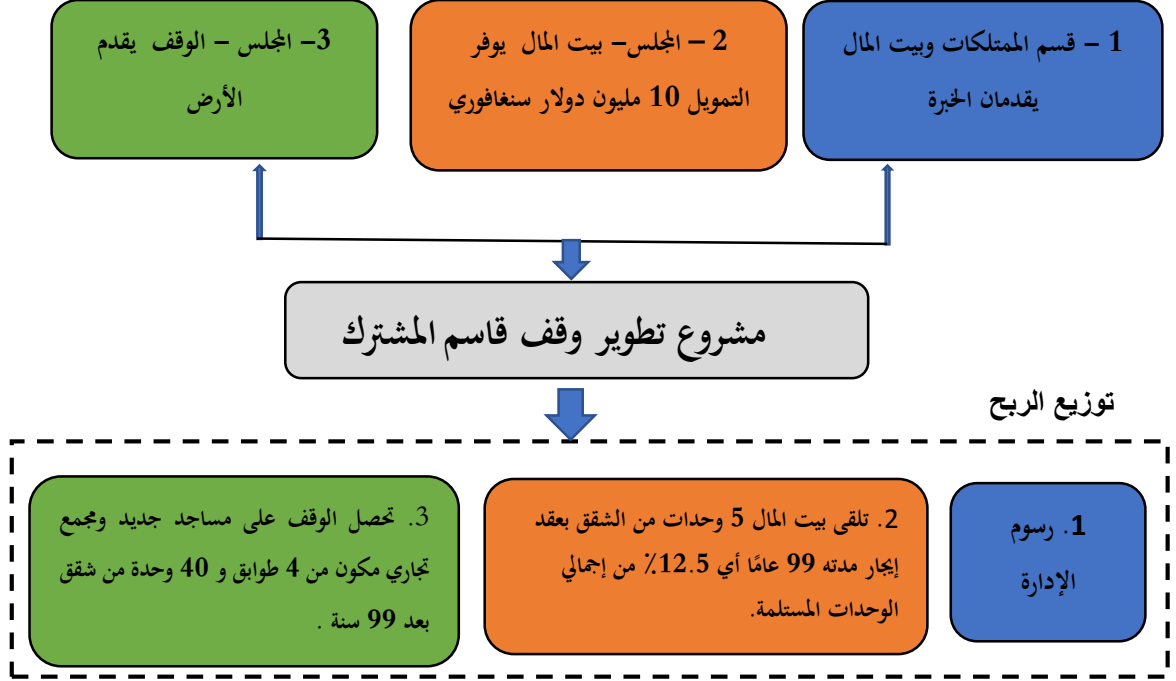 1 – قسم الممتلكات وبيت المال
يقدمان الخبرة
2 – المجلس– بيت المال يوفر
التمويل 10 مليون دولار سنغافوري
3– المجلس – الوقف يقدم
الأرض
مشروع تطوير وقف قاسم المشترك
توزيع الربح
1. رسوم
الإدارة
2. تلقى بيت المال 5 وحدات من الشقق بعقد
إيجار مدته 99 عامًا أي 12.5٪ من إجمالي
الوحدات المستلمة.
3. تحصل الوقف على مساجد جديد ومجمع
تجاري مكون من 4 طوابق و 40 وحدة من شقق
بعد 99 سنة .